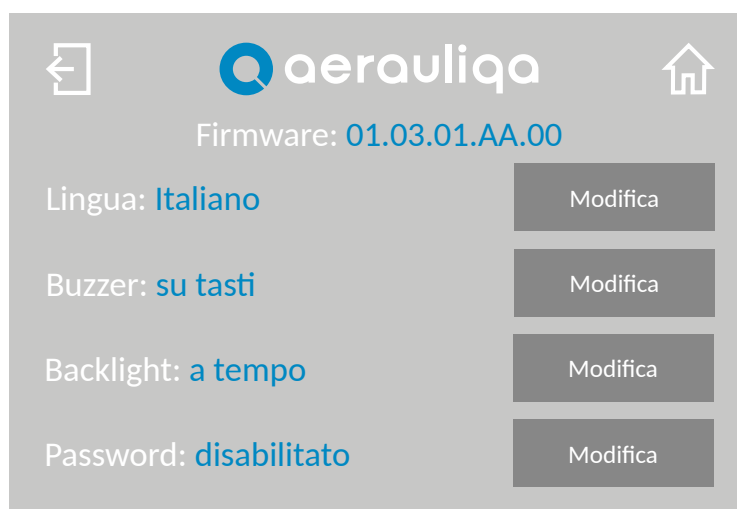 aerauliqa
Firmware: 01.03.01.AA.00
Lingua: Italiano Modifica
Buzzer: su tasti Modifica
Backlight: a tempo Modifica
Password: disabilitato Modifica